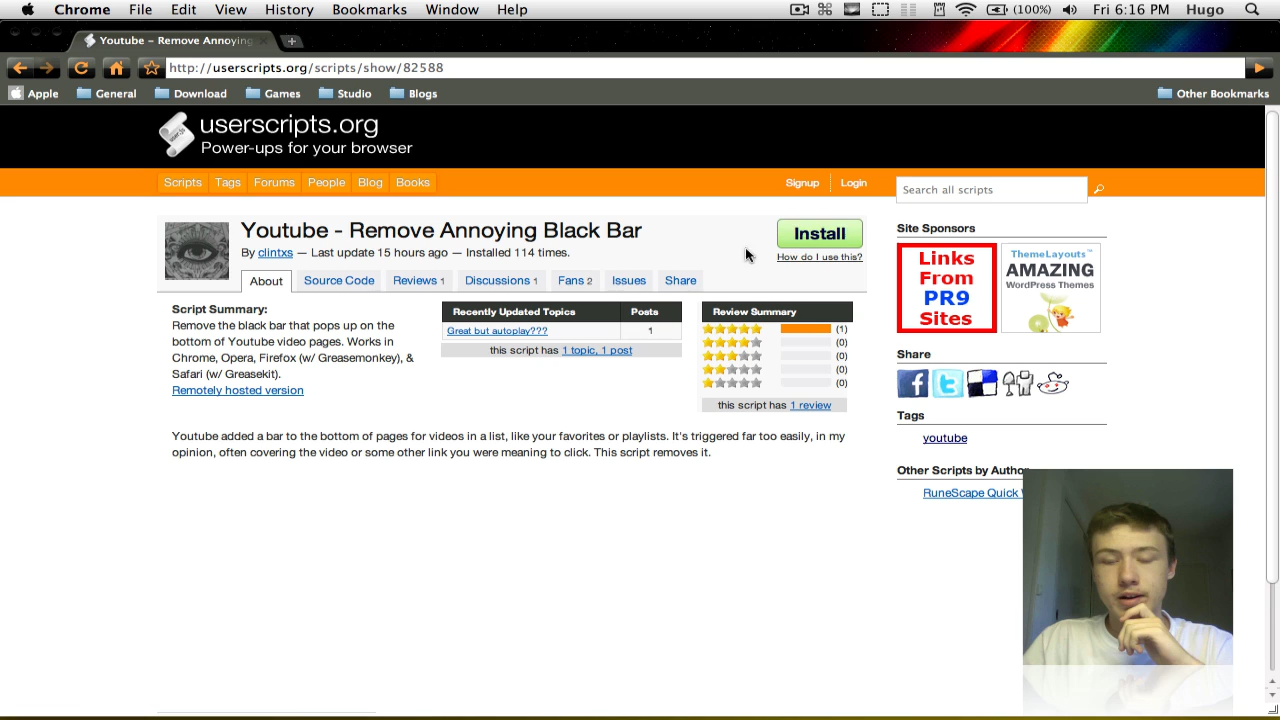 Chrome File Edit View History Bookmarks Window Help (100%) Fri 6:16 PM Hugo
Youtube – Remove Annoying
http://userscripts.org/scripts/show/82588
Apple General Download Games Studio Blogs Other Bookmarks
userscripts.org
Power-ups for your browser
Scripts Tags Forums People Blog Books Signup Login Search all scripts
Youtube - Remove Annoying Black Bar
By clintxs — Last update 15 hours ago — Installed 114 times.
Install
How do I use this?
About Source Code Reviews 1 Discussions 1 Fans 2 Issues Share
Script Summary:
Remove the black bar that pops up on the
bottom of Youtube video pages. Works in
Chrome, Opera, Firefox (w/ Greasemonkey), &
Safari (w/ Greasekit).
Remotely hosted version
Recently Updated Topics Posts
Great but autoplay??? 1
this script has 1 topic, 1 post
Review Summary
(1)
(0)
(0)
(0)
(0)
this script has 1 review
Youtube added a bar to the bottom of pages for videos in a list, like your favorites or playlists. It's triggered far too easily, in my
opinion, often covering the video or some other link you were meaning to click. This script removes it.
Site Sponsors
Links
From
PR9
Sites
ThemeLayouts™
AMAZING
WordPress Themes
Share
Tags
youtube
Other Scripts by Author
RuneScape Quick